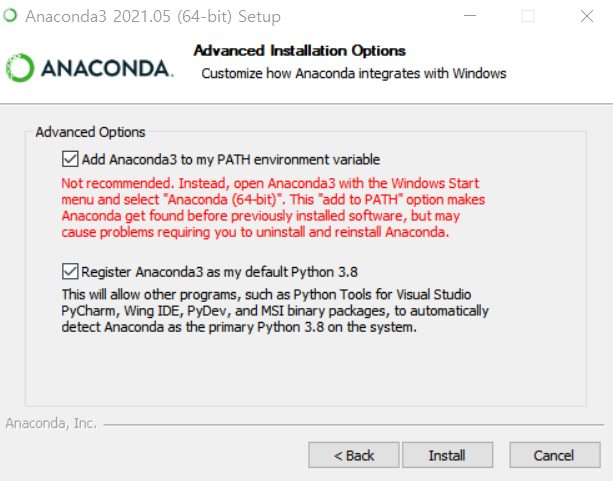 Anaconda3 2021.05 (64-bit) Setup
ANACONDA.
Advanced Installation Options
Customize how Anaconda integrates with Windows
Advanced Options
Add Anaconda3 to my PATH environment variable
Not recommended. Instead, open Anaconda3 with the Windows Start
menu and select "Anaconda (64-bit)". This "add to PATH" option makes
Anaconda get found before previously installed software, but may
cause problems requiring you to uninstall and reinstall Anaconda.
Register Anaconda3 as my default Python 3.8
This will allow other programs, such as Python Tools for Visual Studio
PyCharm, Wing IDE, PyDev, and MSI binary packages, to automatically
detect Anaconda as the primary Python 3.8 on the system.
Anaconda, Inc.
< Back
Install
Cancel